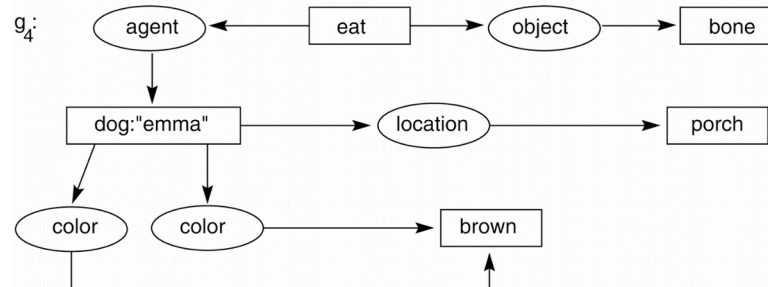 g4: agent eat object bone
dog:"emma" location porch
color color brown